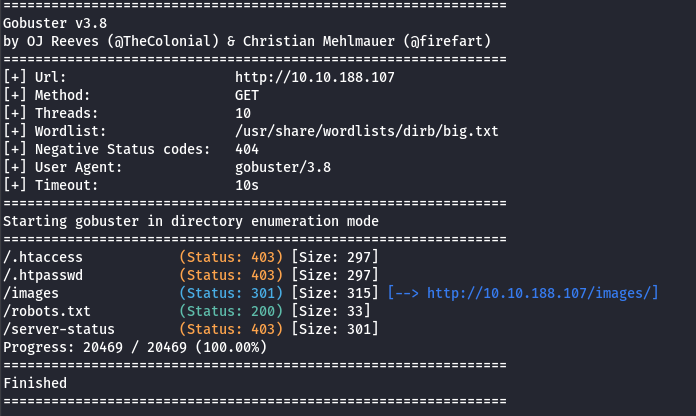 ===============================================================
Gobuster v3.8
by OJ Reeves (@TheColonial) & Christian Mehlmauer (@firefart)
===============================================================
[+] Url:                     http://10.10.188.107
[+] Method:                  GET
[+] Threads:                 10
[+] Wordlist:                /usr/share/wordlists/dirb/big.txt
[+] Negative Status codes:   404
[+] User Agent:              gobuster/3.8
[+] Timeout:                 10s
===============================================================
Starting gobuster in directory enumeration mode
===============================================================
/.htaccess            (Status: 403) [Size: 297]
/.htpasswd            (Status: 403) [Size: 297]
/images               (Status: 301) [Size: 315] [--> http://10.10.188.107/images/]
/robots.txt           (Status: 200) [Size: 33]
/server-status        (Status: 403) [Size: 301]
Progress: 20469 / 20469 (100.00%)
===============================================================
Finished
===============================================================